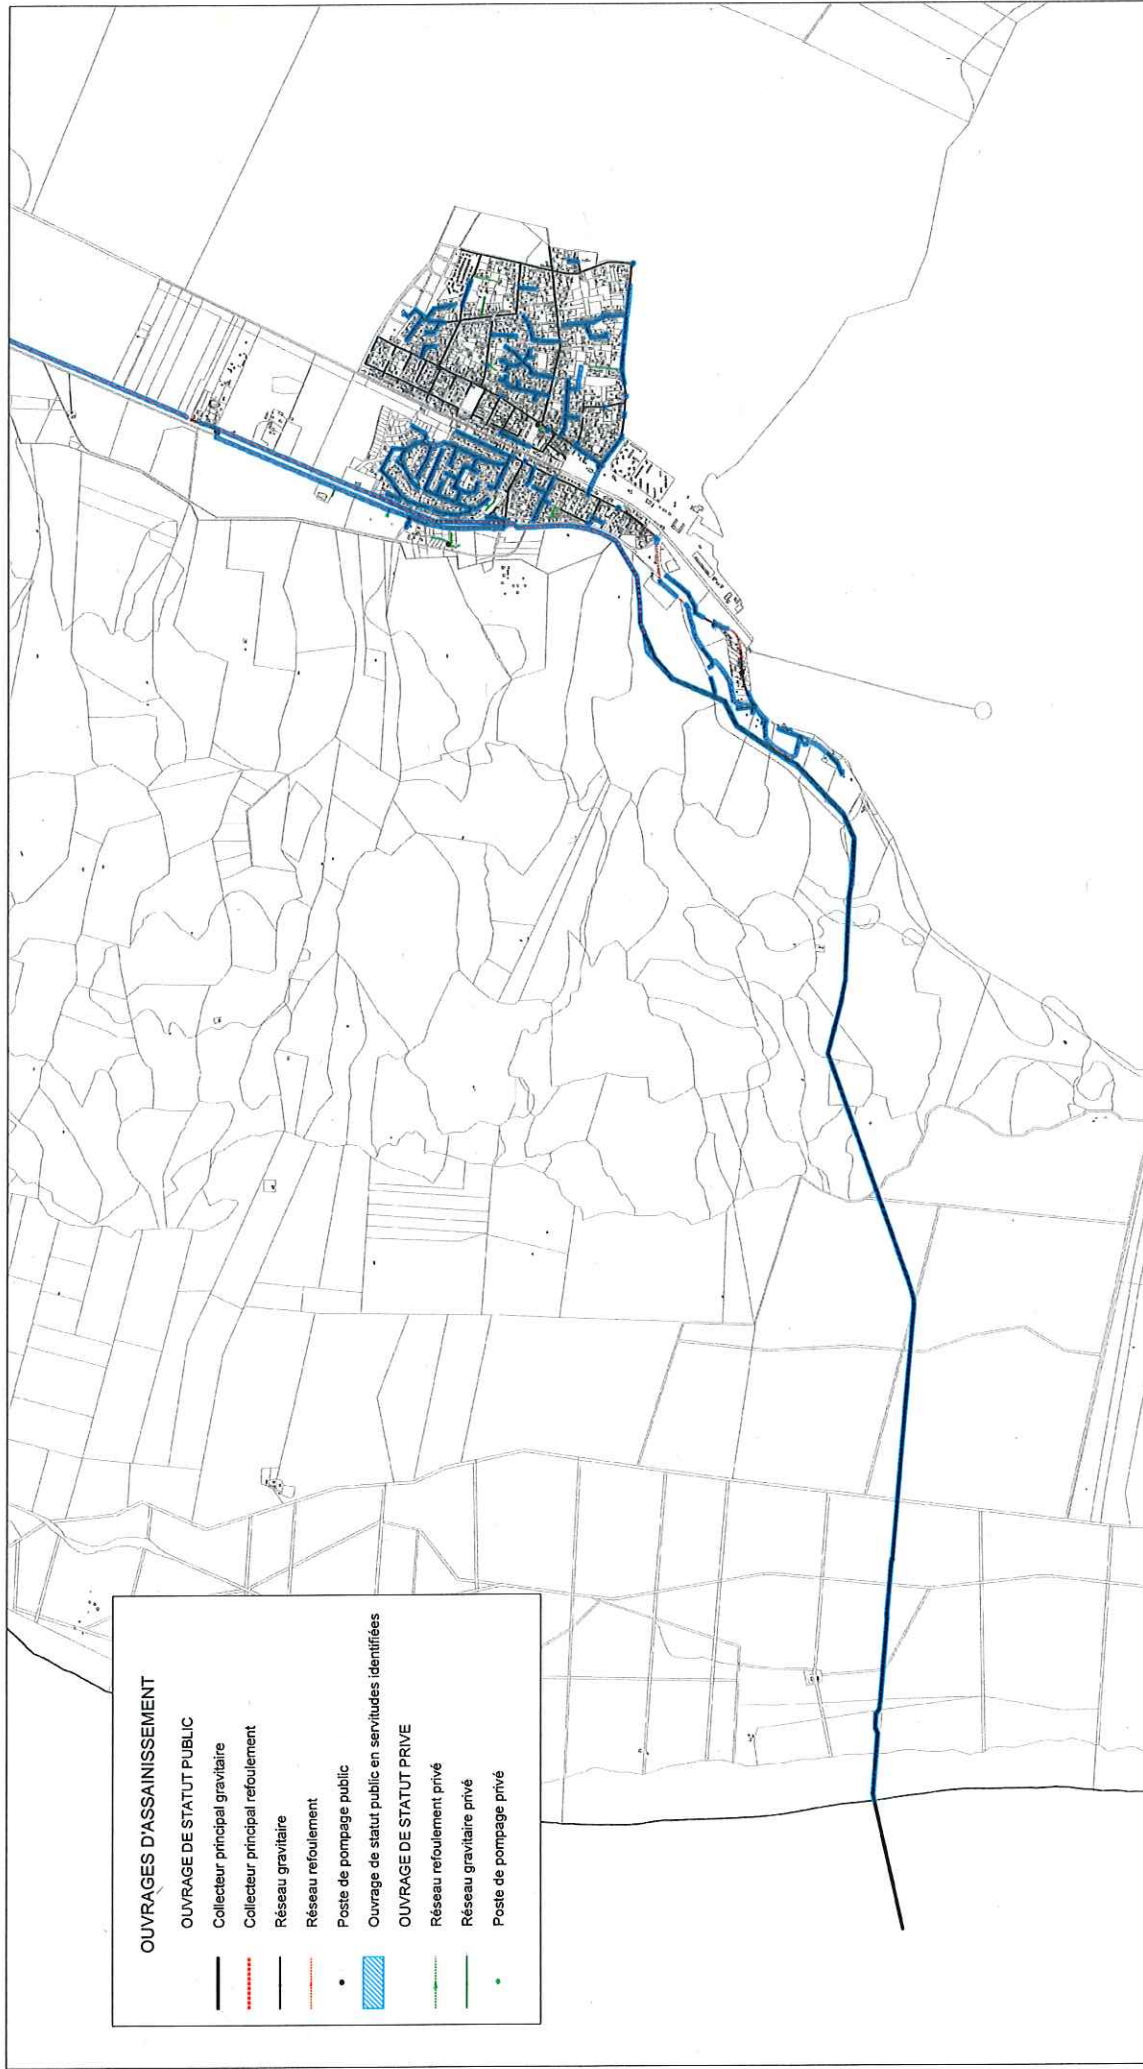 OUVRAGES D'ASSAINISSEMENT
OUVRAGE DE STATUT PUBLIC
Collecteur principal gravitaire
Collecteur principal refoulement
Réseau gravitaire
Réseau refoulement
Poste de pompage public
Ouvrage de statut public en servitudes identifiées
OUVRAGE DE STATUT PRIVE
Réseau refoulement privé
Réseau gravitaire privé
Poste de pompage privé